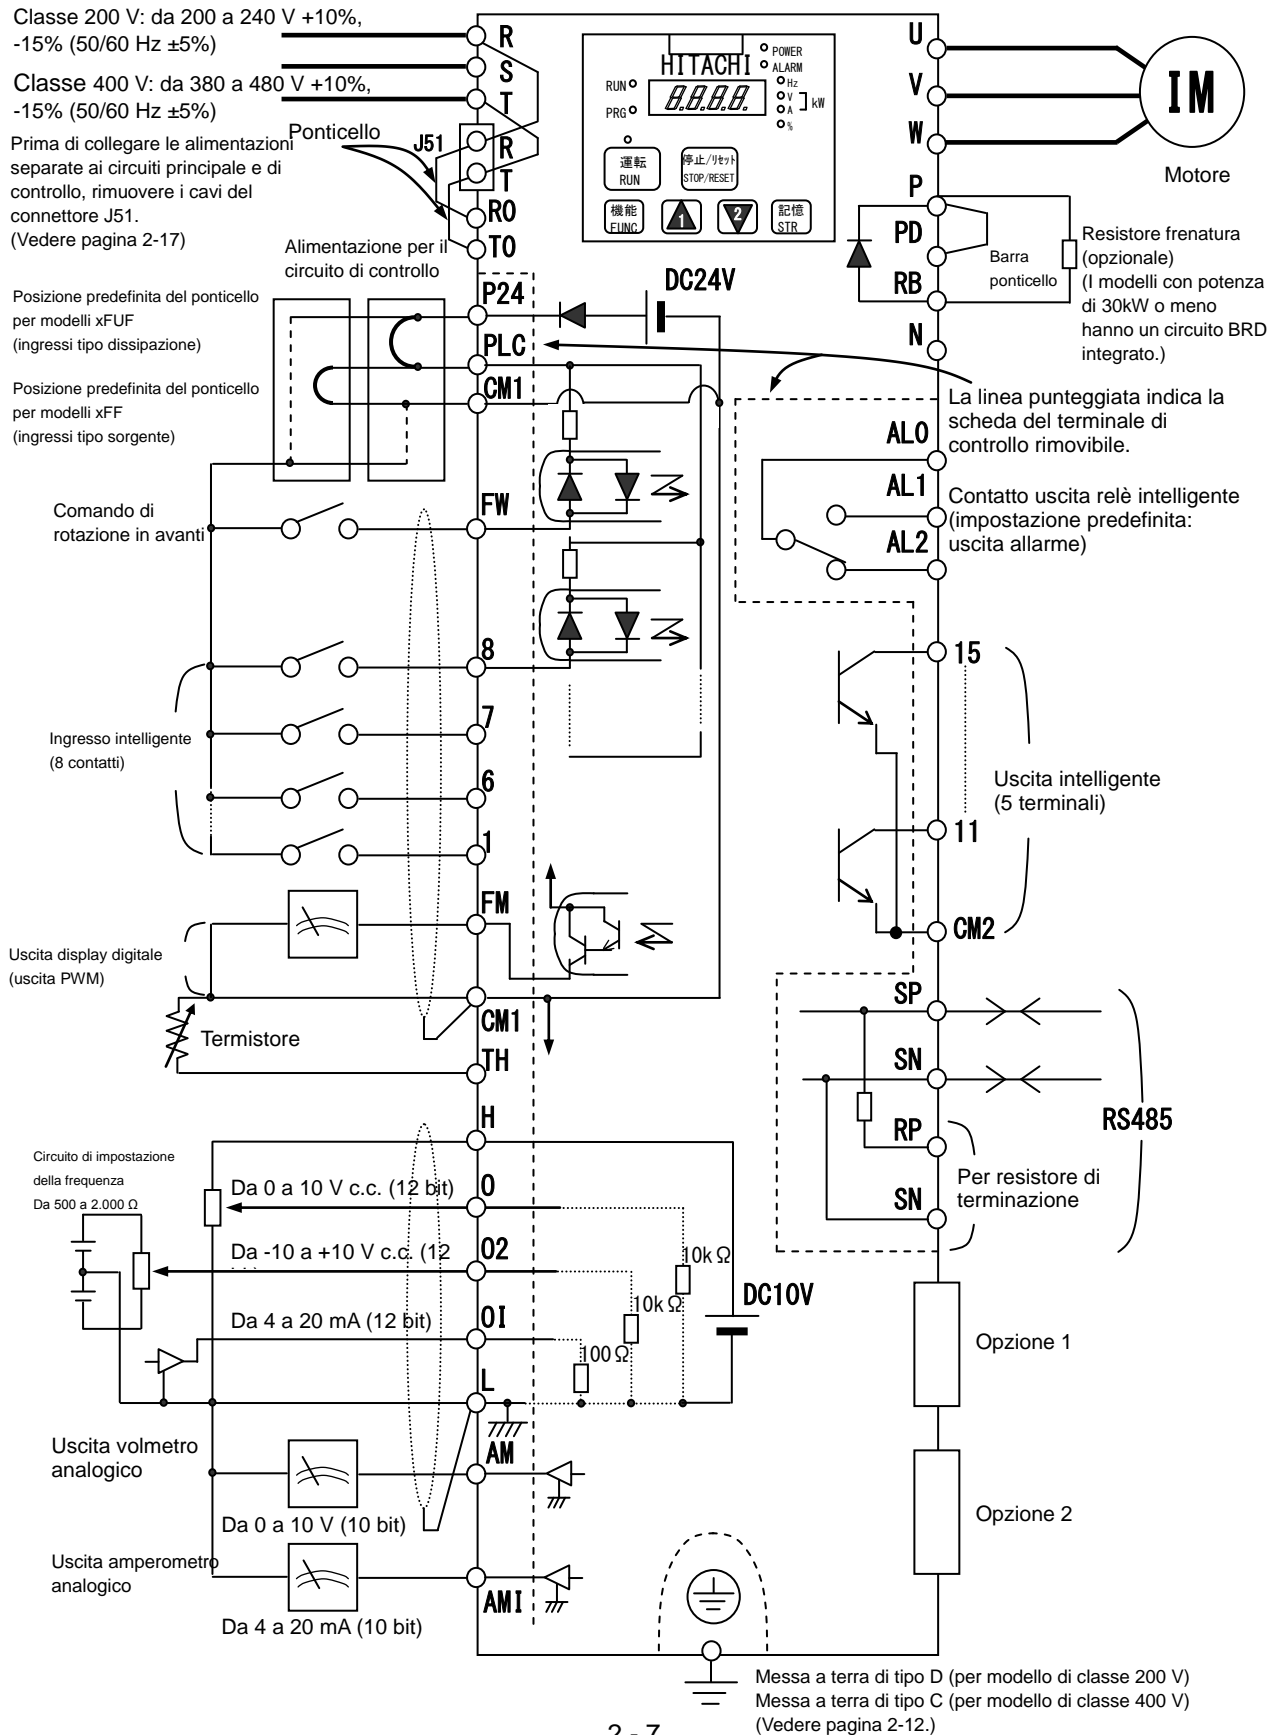 Classe 200 V: da 200 a 240 V +10%,
-15% (50/60 Hz ±5%)
Classe 400 V: da 380 a 480 V +10%,
-15% (50/60 Hz ±5%)
Prima di collegare le alimentazioni
separate ai circuiti principale e di
controllo, rimuovere i cavi del
connettore J51.
(Vedere pagina 2-17)
Ponticello
J51
R
S
T
R
T
R0
T0
Alimentazione per il
circuito di controllo
HITACHI
POWER
ALARM
RUN
PRG
8.8.8.8.
Hz
V
A
kW
%
運転
RUN
停止/リセット
STOP/RESET
機能
FUNC
1
2
記憶
STR
U
V
W
IM
Motore
P
PD
RB
N
Barra
ponticello
Resistore frenatura
(opzionale)
(I modelli con potenza
di 30kW o meno
hanno un circuito BRD
integrato.)
Posizione predefinita del ponticello
per modelli xFUF
(ingressi tipo dissipazione)
Posizione predefinita del ponticello
per modelli xFF
(ingressi tipo sorgente)
P24
PLC
CM1
DC24V
La linea punteggiata indica la
scheda del terminale di
controllo rimovibile.
AL0
AL1
AL2
Contatto uscita relè intelligente
(impostazione predefinita:
uscita allarme)
Comando di
rotazione in avanti
FW
8
7
6
1
Ingresso intelligente
(8 contatti)
15
11
CM2
Uscita intelligente
(5 terminali)
FM
Uscita display digitale
(uscita PWM)
CM1
Termistore
TH
SP
SN
RP
SN
RS485
Per resistore di
terminazione
H
Circuito di impostazione
della frequenza
Da 500 a 2.000 Ω
Da 0 a 10 V c.c. (12 bit)
O
Da -10 a +10 V c.c. (12
O2
Da 4 a 20 mA (12 bit)
OI
L
10kΩ
10kΩ
100Ω
DC10V
Opzione 1
Uscita volmetro
analogico
AM
Da 0 a 10 V (10 bit)
Uscita amperometro
analogico
AMI
Da 4 a 20 mA (10 bit)
Opzione 2
Messa a terra di tipo D (per modello di classe 200 V)
Messa a terra di tipo C (per modello di classe 400 V)
(Vedere pagina 2-12.)
2 - 7